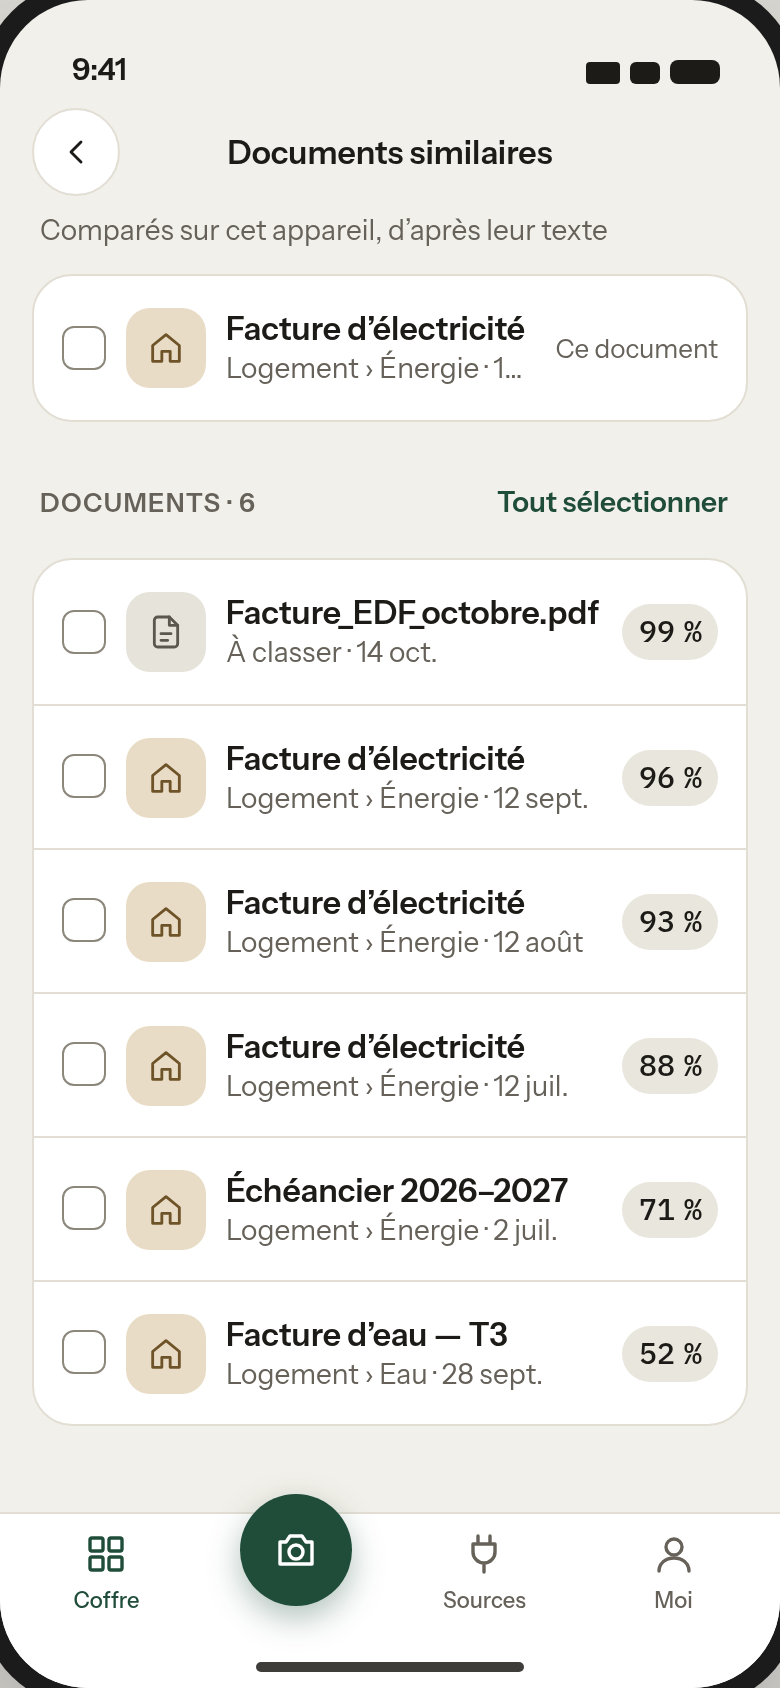 9:41
Documents similaires
Comparés sur cet appareil, d’après leur texte
Facture d’électricité
Logement › Énergie · 1…
Ce document
DOCUMENTS · 6
Tout sélectionner
Facture_EDF_octobre.pdf
À classer · 14 oct.
99 %
Facture d’électricité
Logement › Énergie · 12 sept.
96 %
Facture d’électricité
Logement › Énergie · 12 août
93 %
Facture d’électricité
Logement › Énergie · 12 juil.
88 %
Échéancier 2026–2027
Logement › Énergie · 2 juil.
71 %
Facture d’eau — T3
Logement › Eau · 28 sept.
52 %
Coffre
Sources
Moi